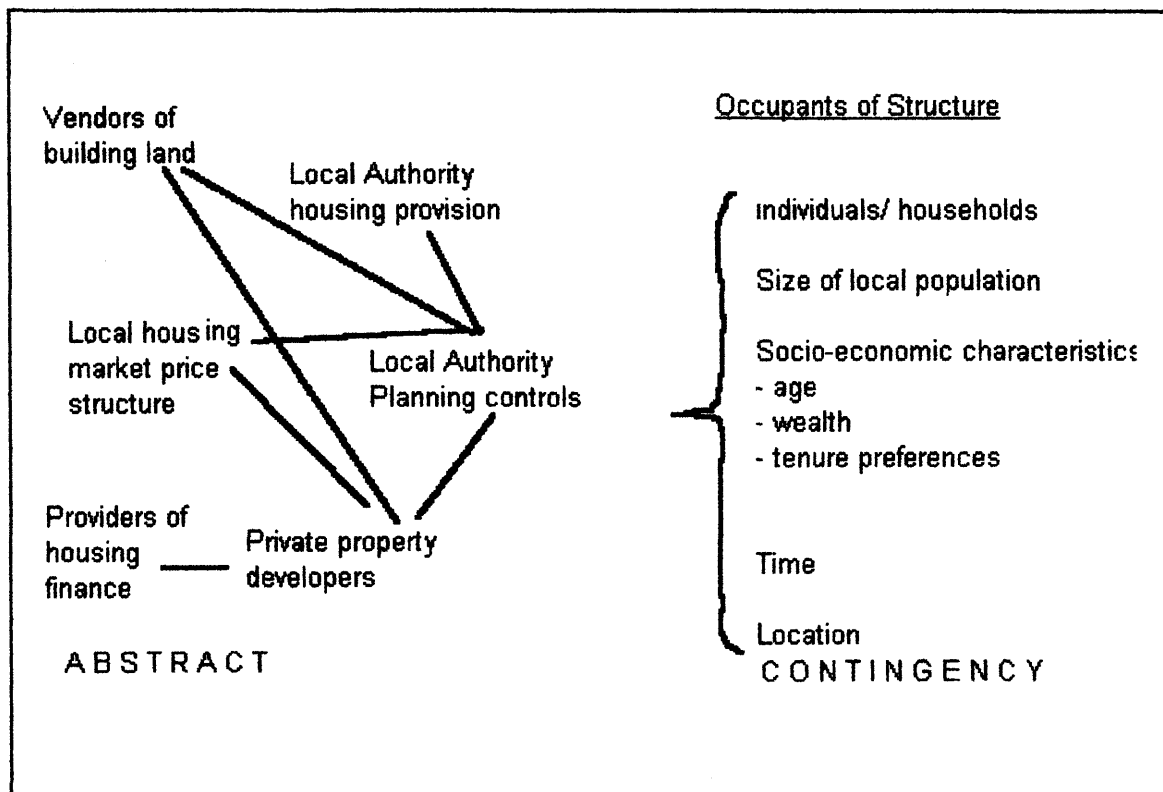 Vendors of
building land
Local Authority
housing provision
Local housing
market price
structure
Local Authority
Planning controls
Providers of
housing
finance
Private property
developers
ABSTRACT
Occupants of Structure
Individuals/ households
Size of local population
Socio-economic characteristics
- age
- wealth
- tenure preferences
Time
Location
CONTINGENCY